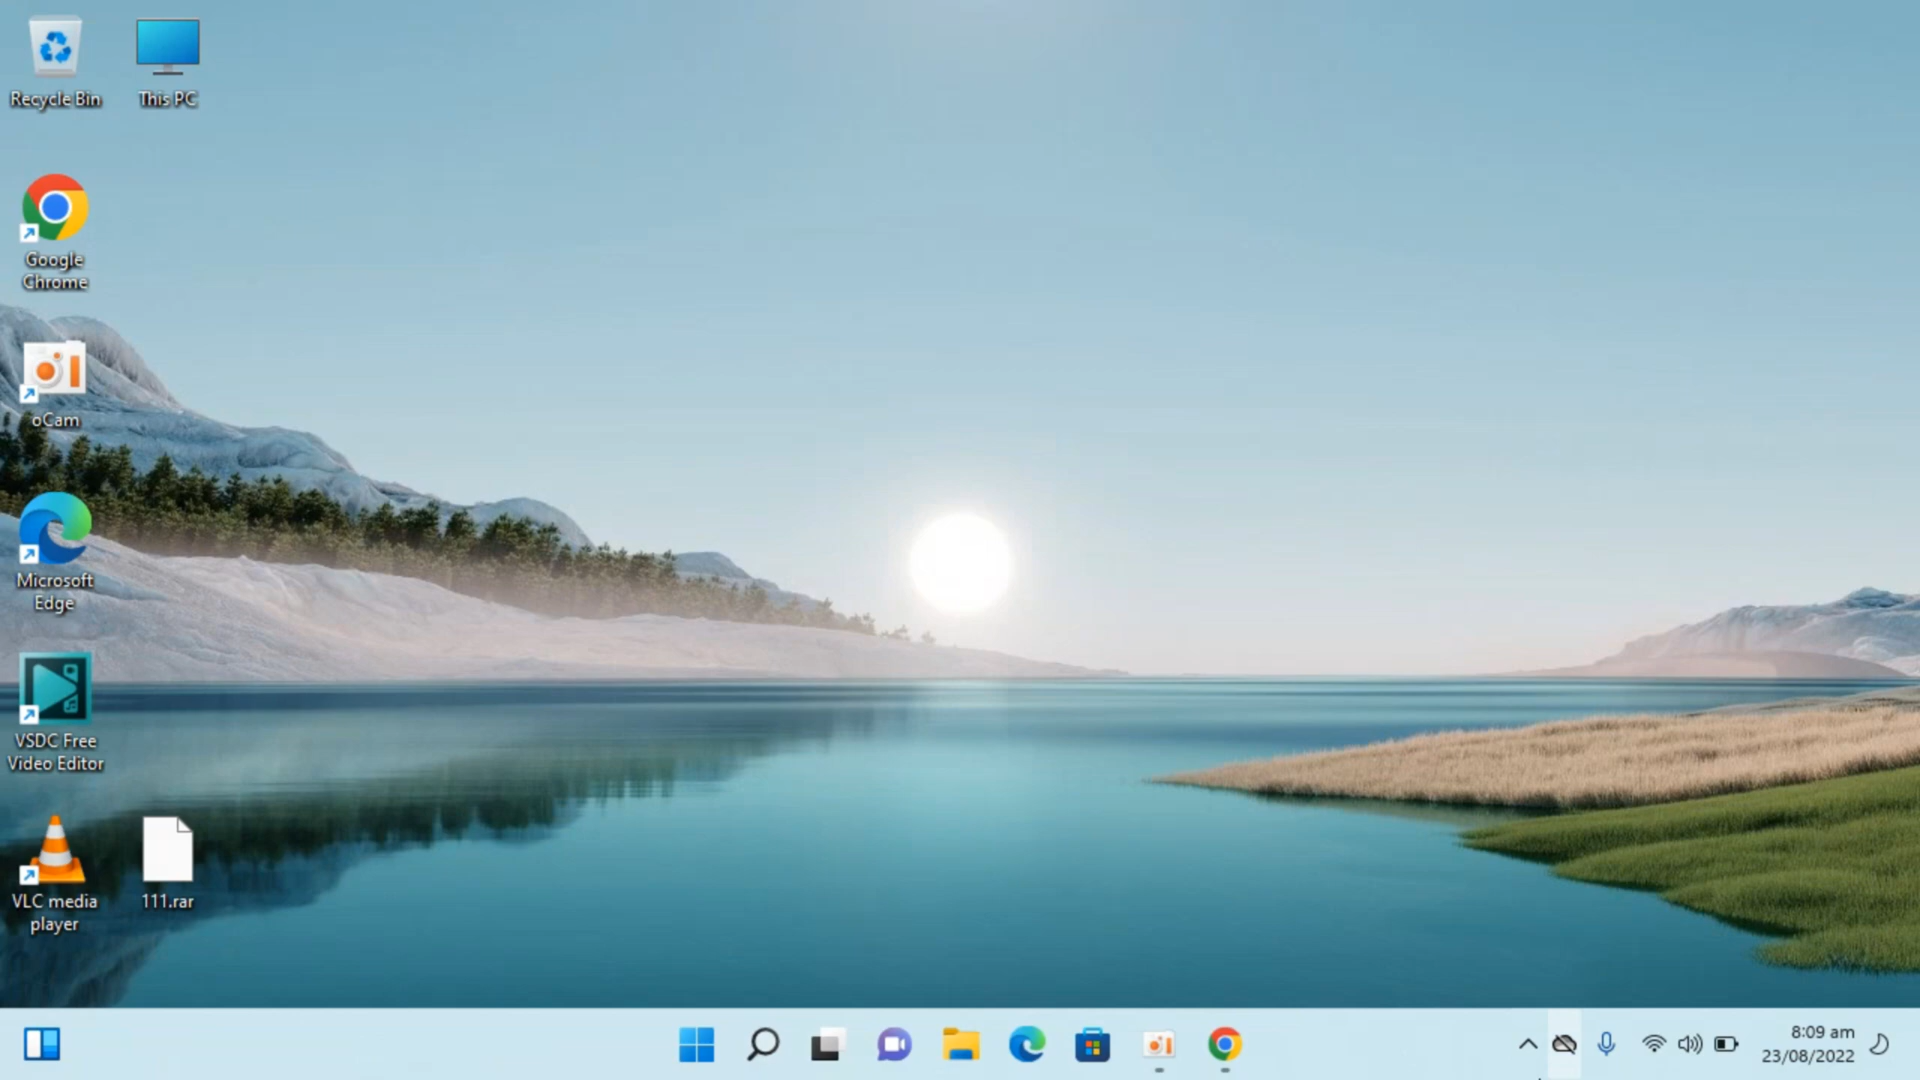 Recycle Bin
This PC
Google
Chrome
oCam
Microsoft
Edge
VSDC Free
Video Editor
VLC media
player
111.rar
8:09 am
23/08/2022